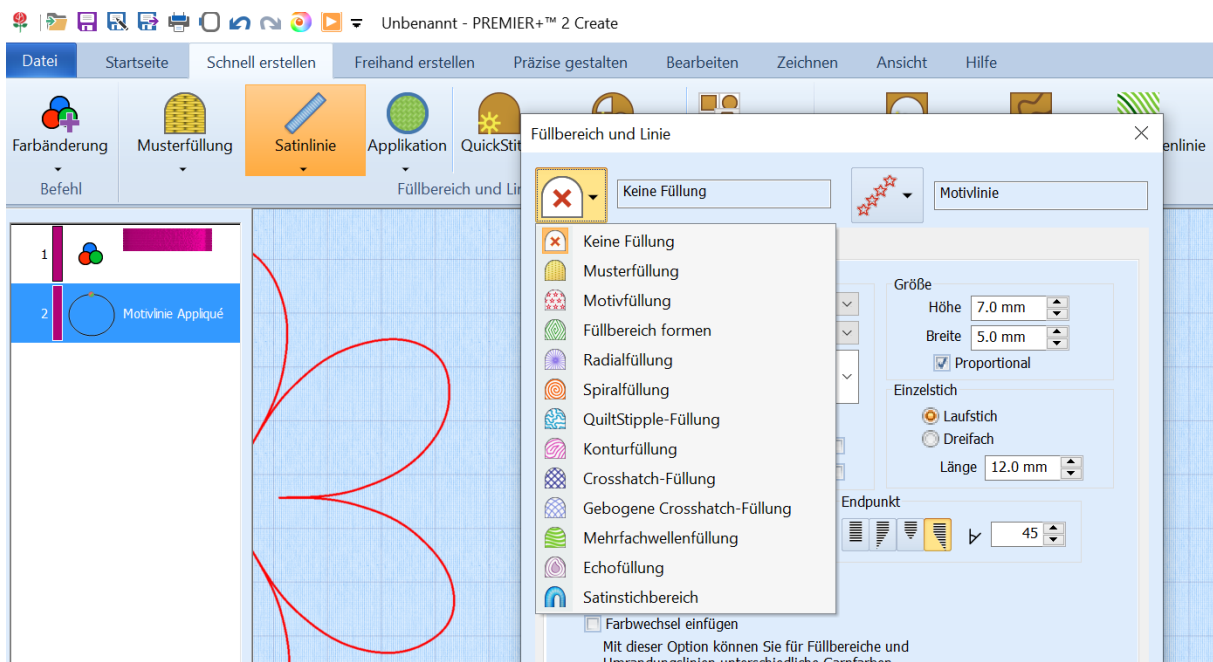 Unbenannt - PREMIER+™ 2 Create
Datei Startseite Schnell erstellen Freihand erstellen Präzise gestalten Bearbeiten Zeichnen Ansicht Hilfe
Farbänderung Musterfüllung Satinlinie Applikation
Befehl
Füllbereich und Linie
Keine Füllung
Motivlinie
1
2 Motivlinie Appliqué
Keine Füllung
Musterfüllung
Motivfüllung
Füllbereich formen
Radialfüllung
Spiralfüllung
QuiltStipple-Füllung
Konturfüllung
Crosshatch-Füllung
Gebogene Crosshatch-Füllung
Mehrfachwellenfüllung
Echofüllung
Satinstichbereich
Größe
Höhe 7.0 mm
Breite 5.0 mm
Proportional
Einzelstich
Laufstich
Dreifach
Länge 12.0 mm
Endpunkt
45
Farbwechsel einfügen
Mit dieser Option können Sie für Füllbereiche und